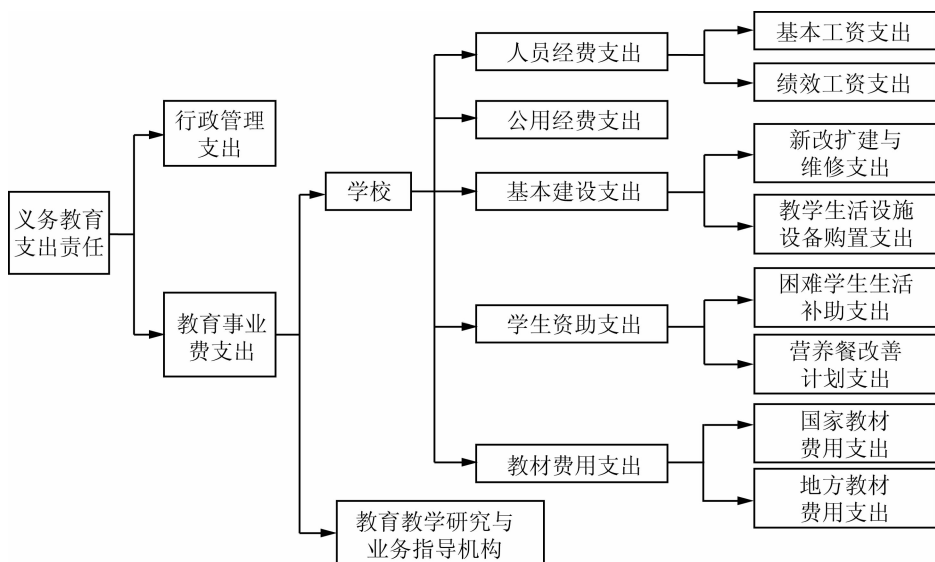 义务教育
支出责任
行政管理
支出
教育事业
费支出
学校
教育教学研究与
业务指导机构
人员经费支出
公用经费支出
基本建设支出
学生资助支出
教材费用支出
基本工资支出
绩效工资支出
新改扩建与
维修支出
教学生活设施
设备购置支出
困难学生生活
补助支出
营养餐改善
计划支出
国家教材
费用支出
地方教材
费用支出